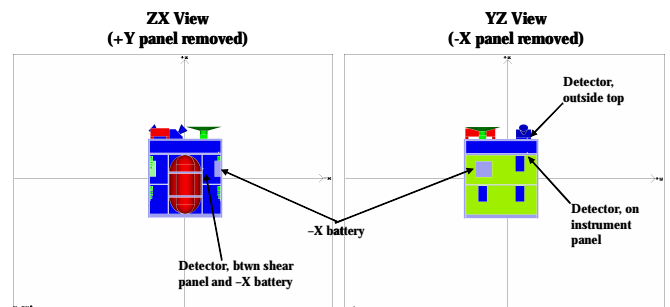 ZX View
(+Y panel removed)
YZ View
(-X panel removed)
Detector,
outside top
–X battery
Detector, on
instrument
panel
Detector, btwn shear
panel and –X battery